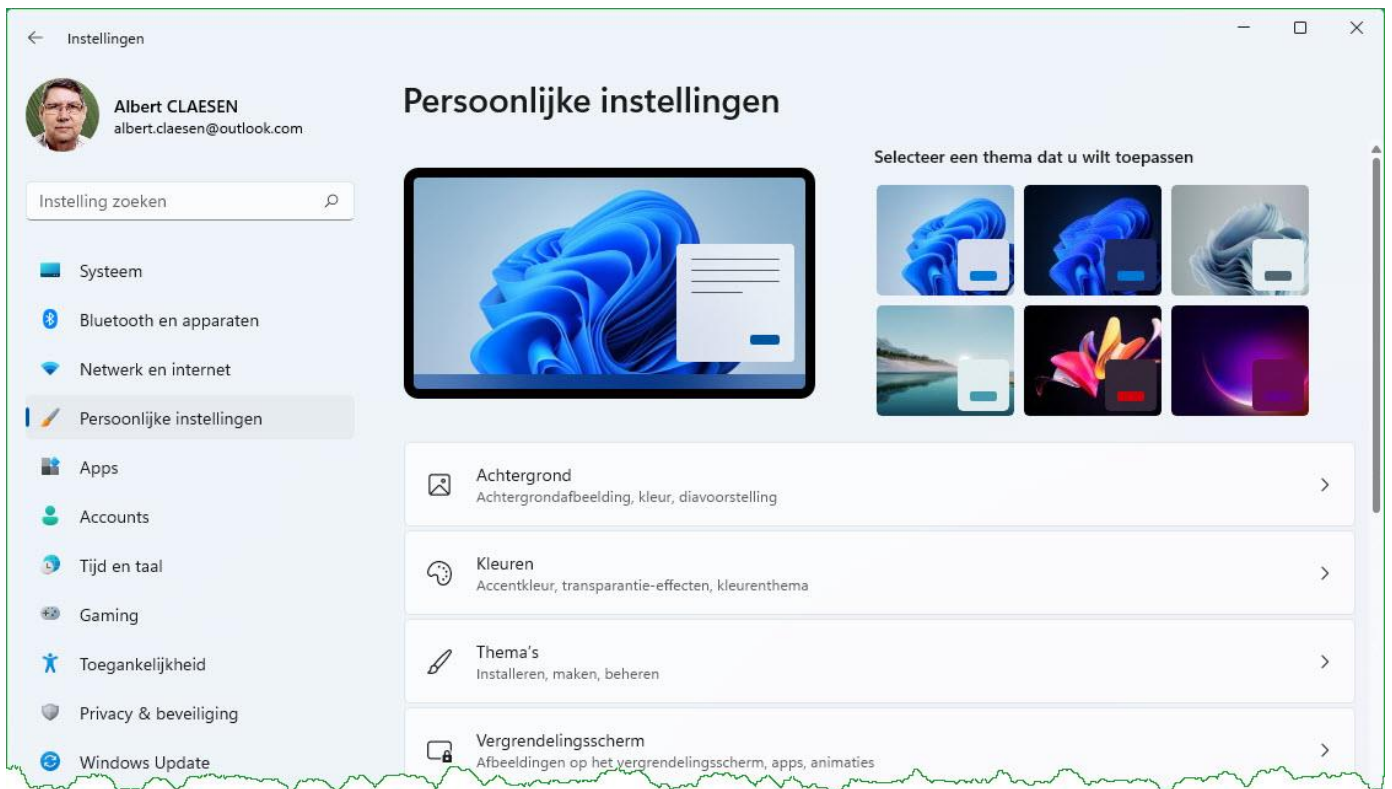 Instellingen
Albert CLAESEN
albert.claesen@outlook.com
Instelling zoeken
Systeem
Bluetooth en apparaten
Netwerk en internet
Persoonlijke instellingen
Apps
Accounts
Tijd en taal
Gaming
Toegankelijkheid
Privacy & beveiliging
Windows Update
Persoonlijke instellingen
Selecteer een thema dat u wilt toepassen
Achtergrond
Achtergrondafbeelding, kleur, diavoorstelling
Kleuren
Accentkleur, transparantie-effecten, kleurenthema
Thema's
Installeren, maken, beheren
Vergrendelingsscherm
Afbeeldingen op het vergrendelingsscherm, apps, animaties